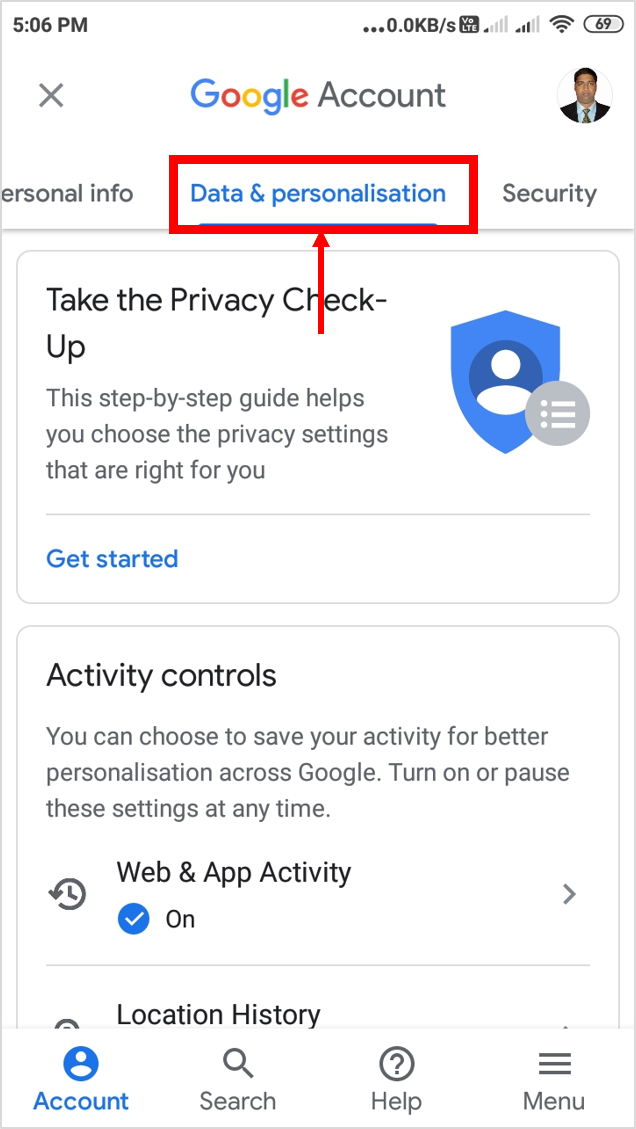 5:06 PM
...0.0KB/s Vo LTE 69
Google Account
ersonal info Data & personalisation Security
Take the Privacy Check-
Up
This step-by-step guide helps
you choose the privacy settings
that are right for you
Get started
Activity controls
You can choose to save your activity for better
personalisation across Google. Turn on or pause
these settings at any time.
Web & App Activity
On
Location History
Account Search Help Menu